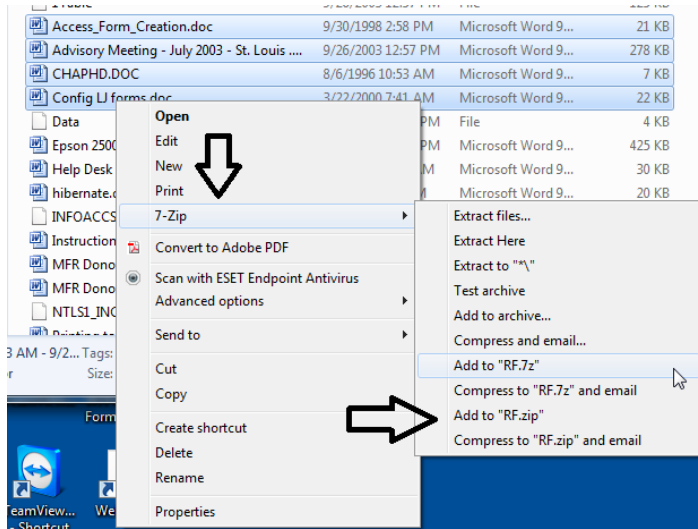 Access_Form_Creation.doc 9/30/1998 2:58 PM Microsoft Word 9... 21 KB
Advisory Meeting - July 2003 - St. Louis .... 9/26/2003 12:57 PM Microsoft Word 9... 278 KB
CHAPHD.DOC 8/6/1996 10:53 AM Microsoft Word 9... 7 KB
Config LJ forms.doc 3/22/2000 7:41 AM Microsoft Word 9... 22 KB
Data PM File 4 KB
Epson 2500 PM Microsoft Word 9... 425 KB
Help Desk Microsoft Word 9... 30 KB
hibernate. Microsoft Word 9... 20 KB
INFOACCS
Instruction
MFR Dono
MFR Dono
NTLS1_INC
Open
Edit
New
Print
7-Zip
Convert to Adobe PDF
Scan with ESET Endpoint Antivirus
Advanced options
Send to
Cut
Copy
Create shortcut
Delete
Rename
Properties
Extract files...
Extract Here
Extract to "*\"
Test archive
Add to archive...
Compress and email...
Add to "RF.7z"
Compress to "RF.7z" and email
Add to "RF.zip"
Compress to "RF.zip" and email
3 AM - 9/2... Tags:
Size:
Form
TeamView... We
- Shortcut